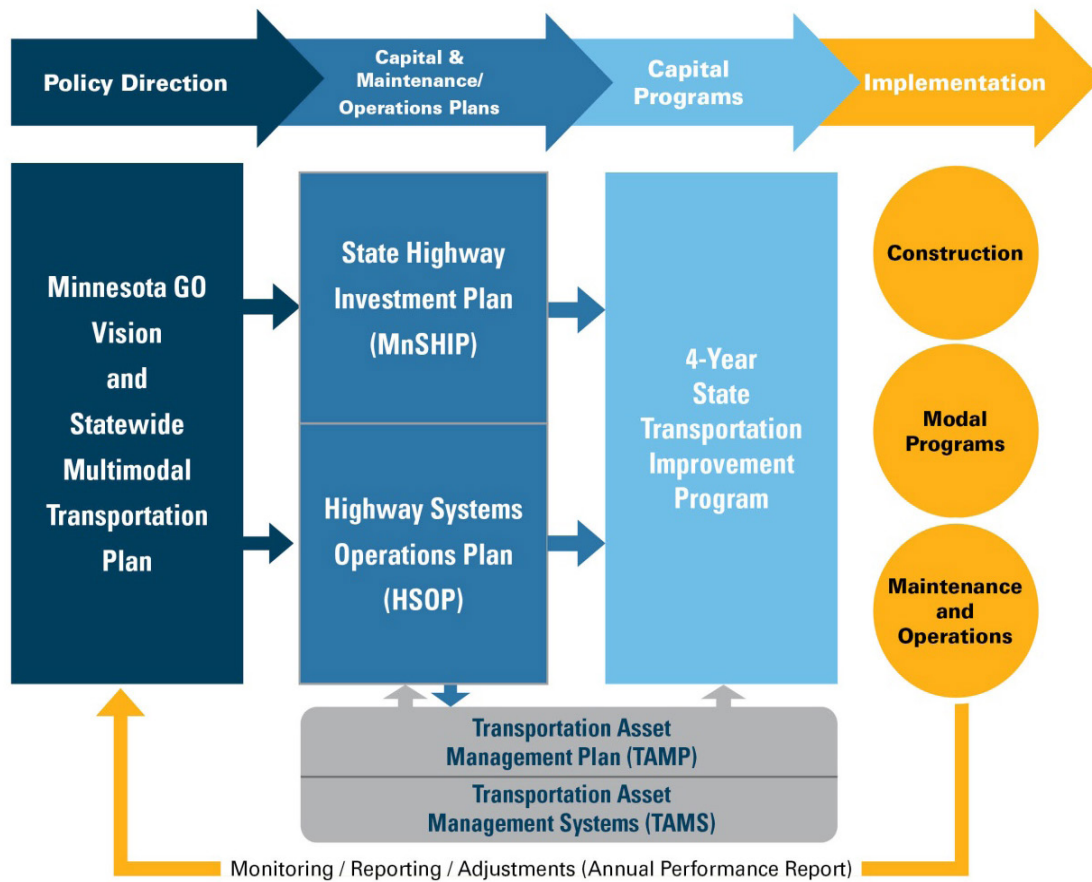 Policy Direction
Capital &
Maintenance/
Operations Plans
Capital
Programs
Implementation
Minnesota GO
Vision
and
Statewide
Multimodal
Transportation
Plan
State Highway
Investment Plan
(MnSHIP)
Highway Systems
Operations Plan
(HSOP)
4-Year
State
Transportation
Improvement
Program
Construction
Modal
Programs
Maintenance
and
Operations
Transportation Asset
Management Plan (TAMP)
Transportation Asset
Management Systems (TAMS)
Monitoring / Reporting / Adjustments (Annual Performance Report)